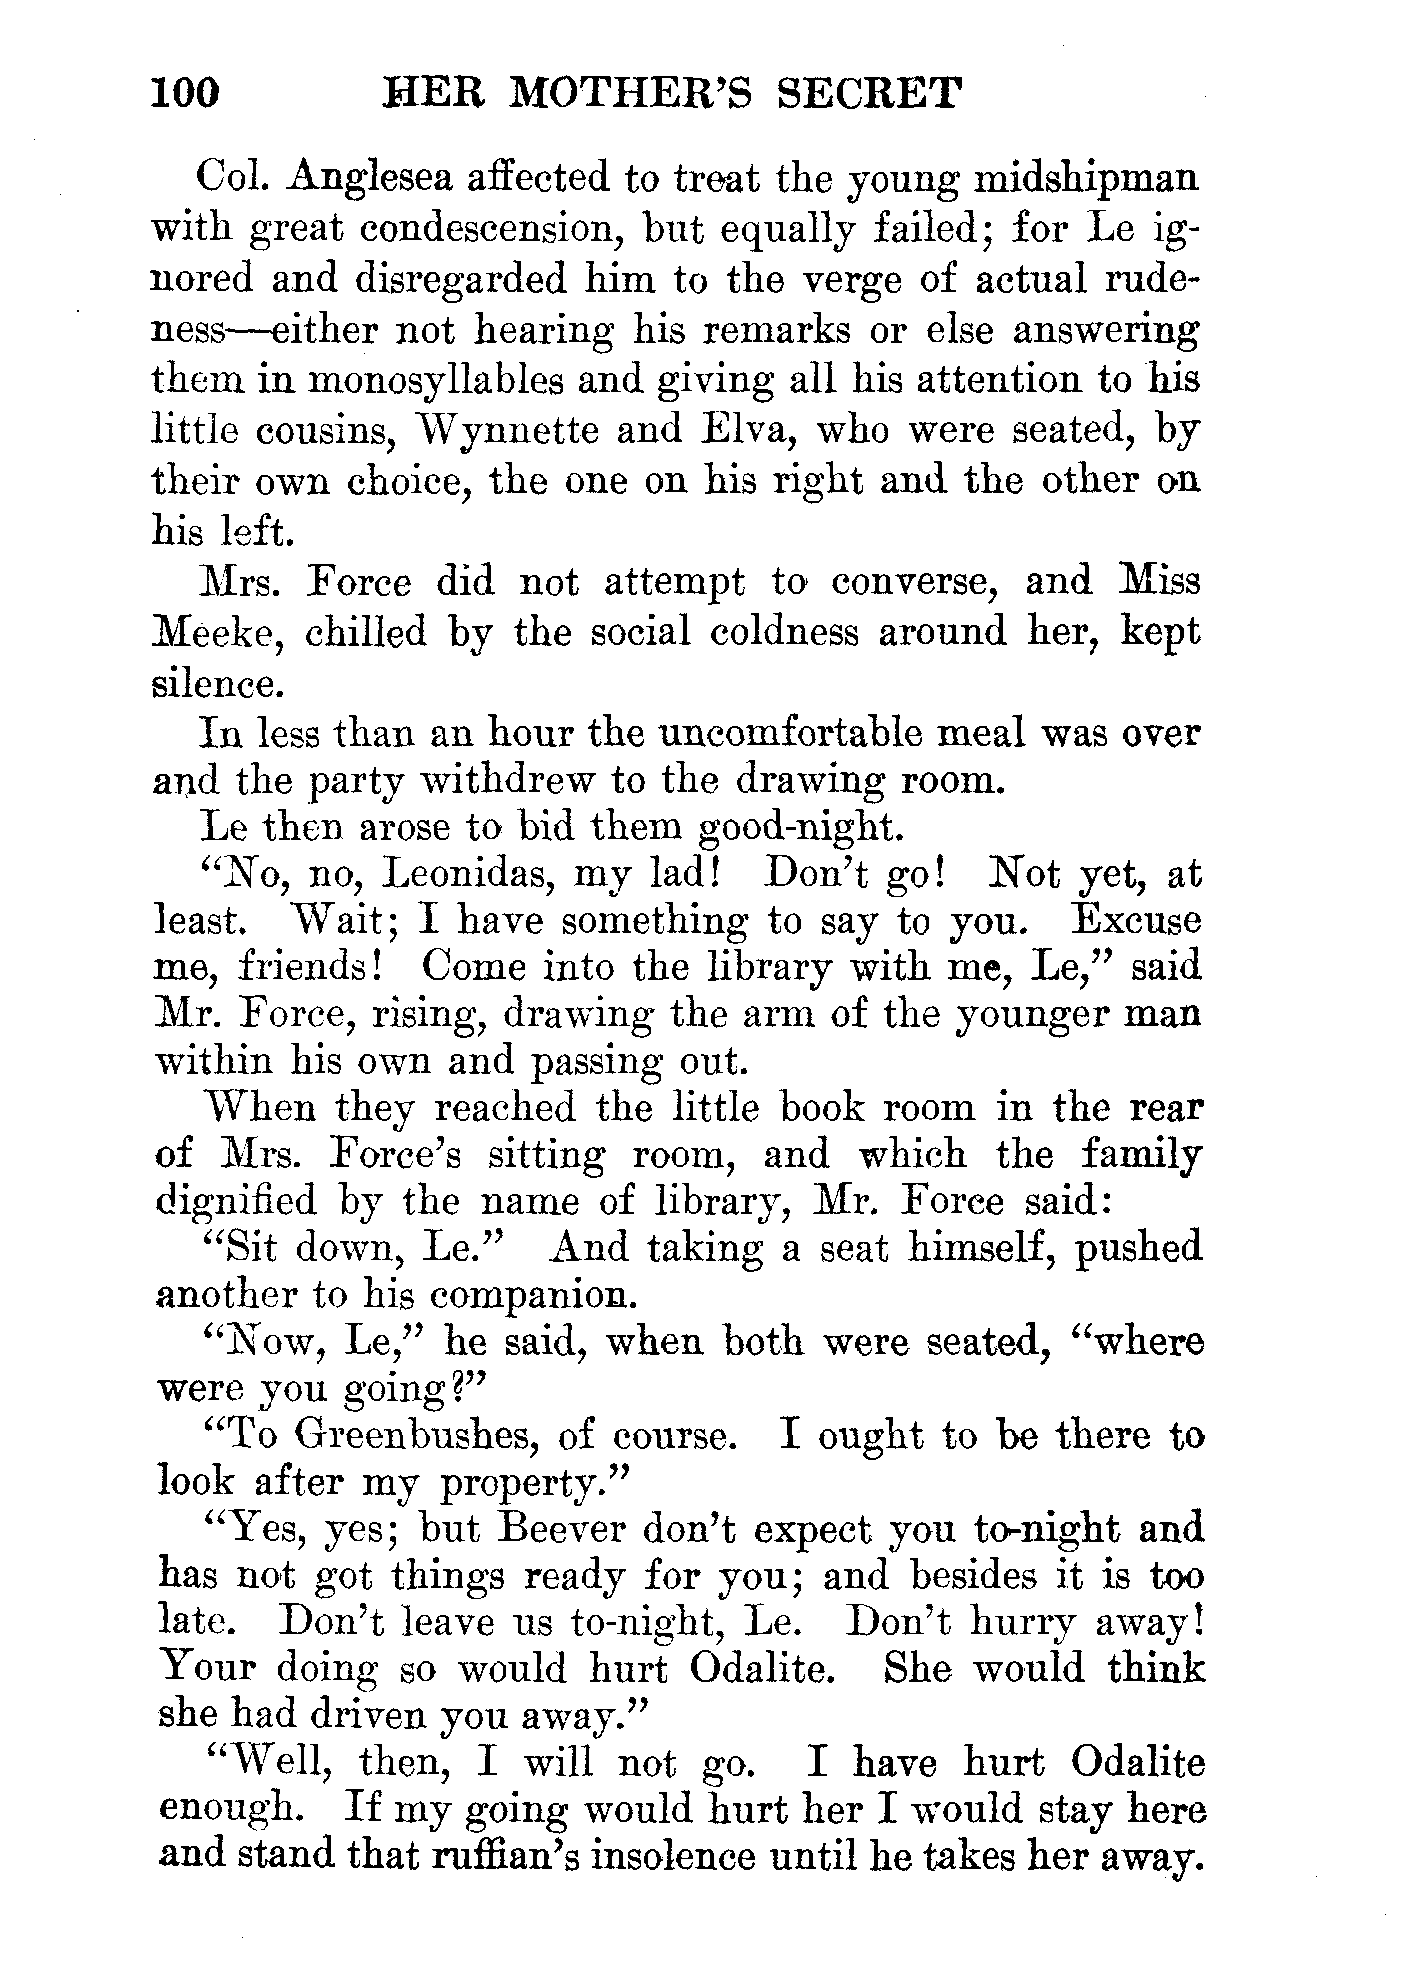 100 HER MOTHER'S SECRET
Col. Anglesea affected to treat the young midshipman
with great condescension, but equally failed; for Le ig-
nored and disregarded him to the verge of actual rude-
ness—either not hearing his remarks or else answering
them in monosyllables and giving all his attention to his
little cousins, Wynnette and Elva, who were seated, by
their own choice, the one on his right and the other on
his left.
Mrs. Force did not attempt to converse, and Miss
Meeke, chilled by the social coldness around her, kept
silence.
In less than an hour the uncomfortable meal was over
and the party withdrew to the drawing room.
Le then arose to bid them good-night.
“No, no, Leonidas, my lad! Don't go! Not yet, at
least. Wait; I have something to say to you. Excuse
me, friends! Come into the library with me, Le,” said
Mr. Force, rising, drawing the arm of the younger man
within his own and passing out.
When they reached the little book room in the rear
of Mrs. Force's sitting room, and which the family
dignified by the name of library, Mr. Force said:
“Sit down, Le.” And taking a seat himself, pushed
another to his companion.
“Now, Le,” he said, when both were seated, “where
were you going?”
“To Greenbushes, of course. I ought to be there to
look after my property.”
“Yes, yes; but Beever don't expect you to-night and
has not got things ready for you; and besides it is too
late. Don't leave us to-night, Le. Don't hurry away!
Your doing so would hurt Odalite. She would think
she had driven you away.”
“Well, then, I will not go. I have hurt Odalite
enough. If my going would hurt her I would stay here
and stand that ruffian's insolence until he takes her away.